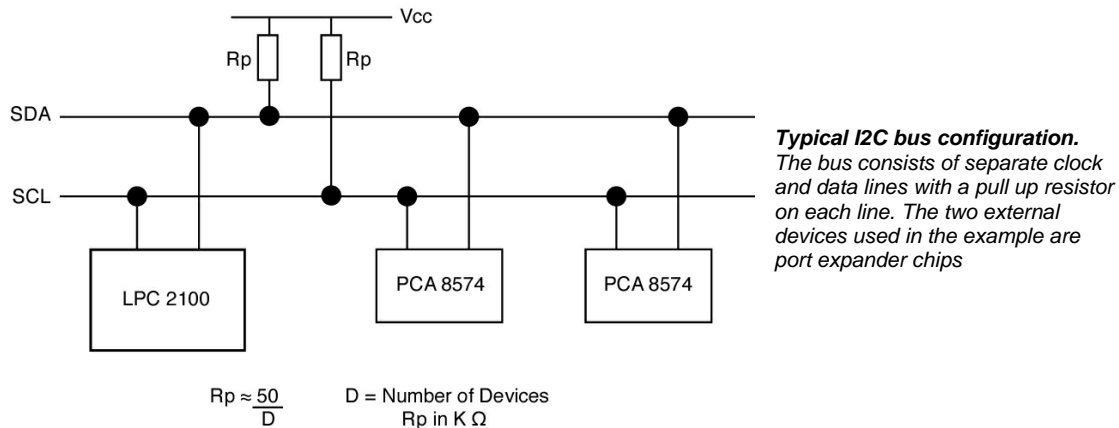 Vcc
Rp Rp
SDA
Typical I2C bus configuration.
The bus consists of separate clock
and data lines with a pull up resistor
on each line. The two external
devices used in the example are
port expander chips
SCL
LPC 2100
PCA 8574
PCA 8574
Rp ≈ 50
D
D = Number of Devices
Rp in K Ω